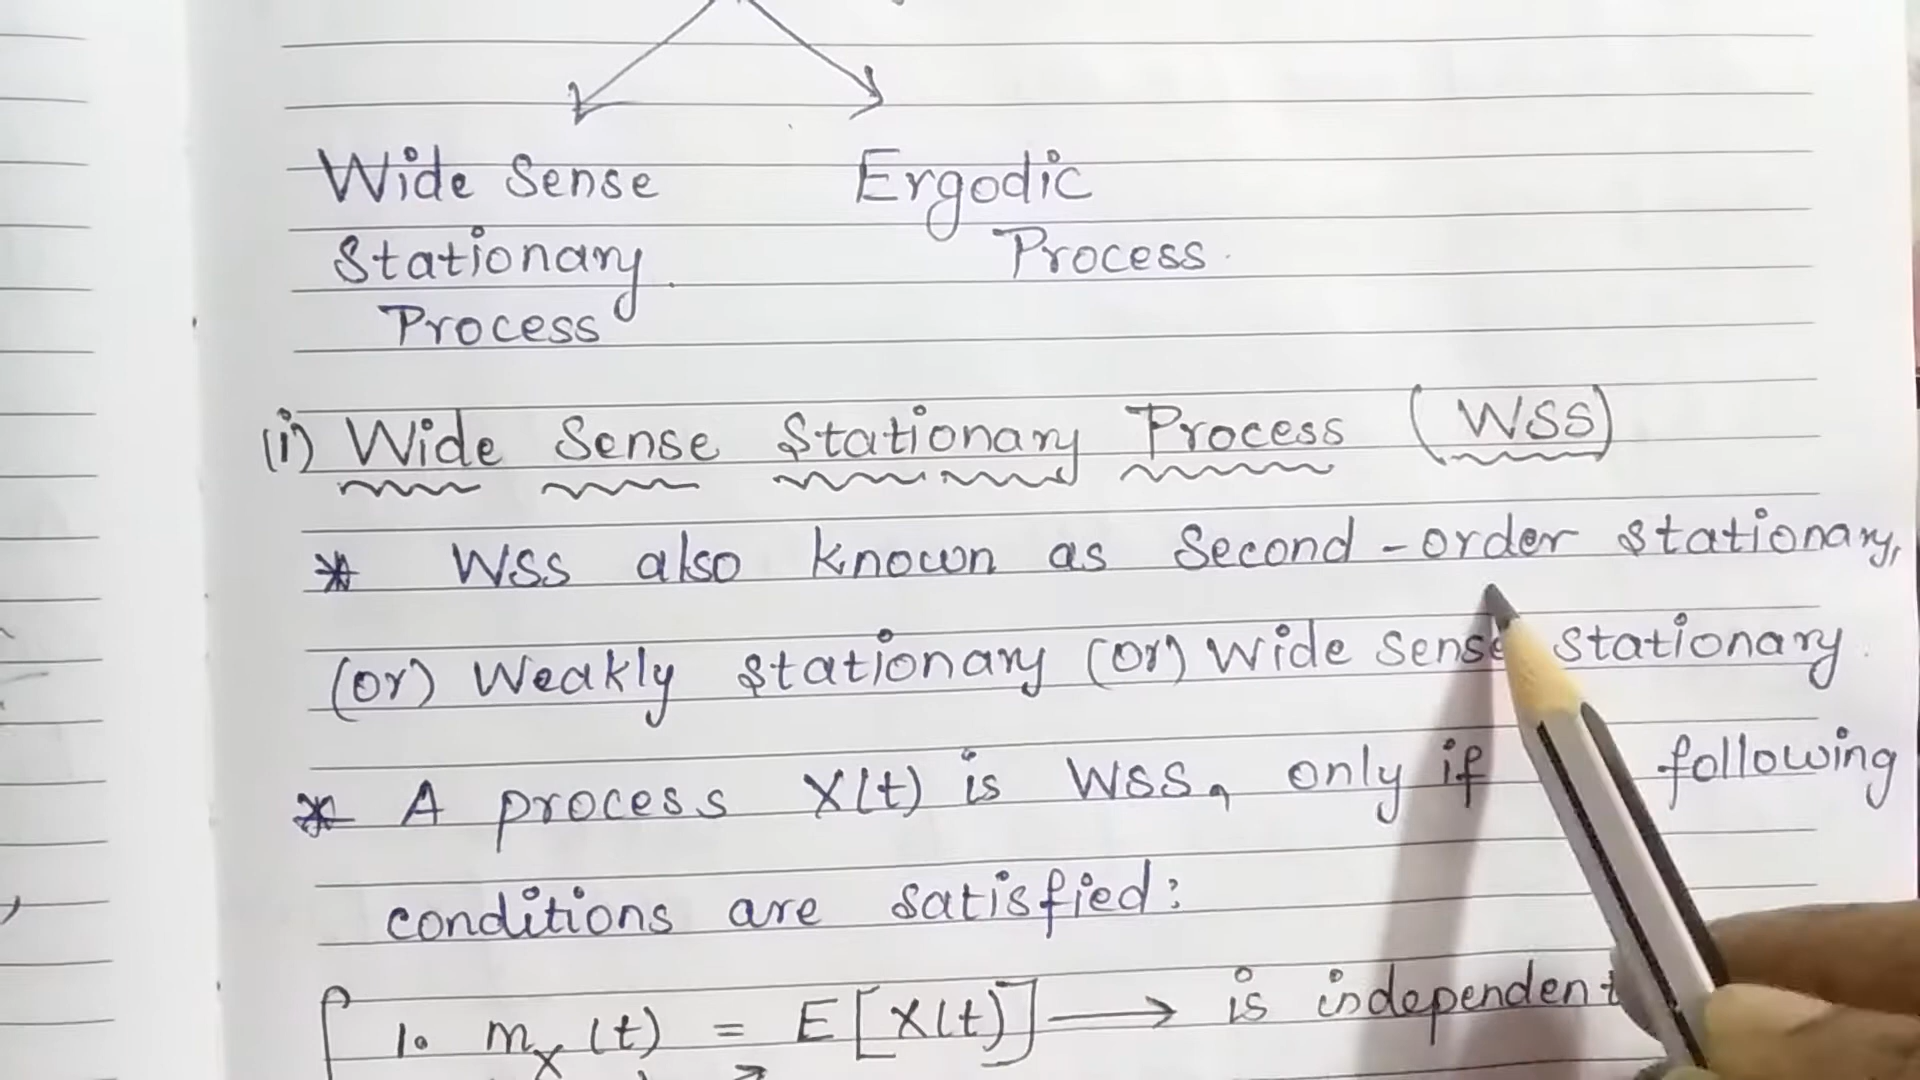 Wide Sense Ergodic
Stationary Process
Process
(i) Wide Sense Stationary Process (WSS)
* WSS also known as Second-order stationary,
(or) Weakly stationary (or) Wide Sense stationary
* A process X(t) is WSS, only if following
conditions are satisfied:
1. m_X(t) = E[X(t)] → is independent